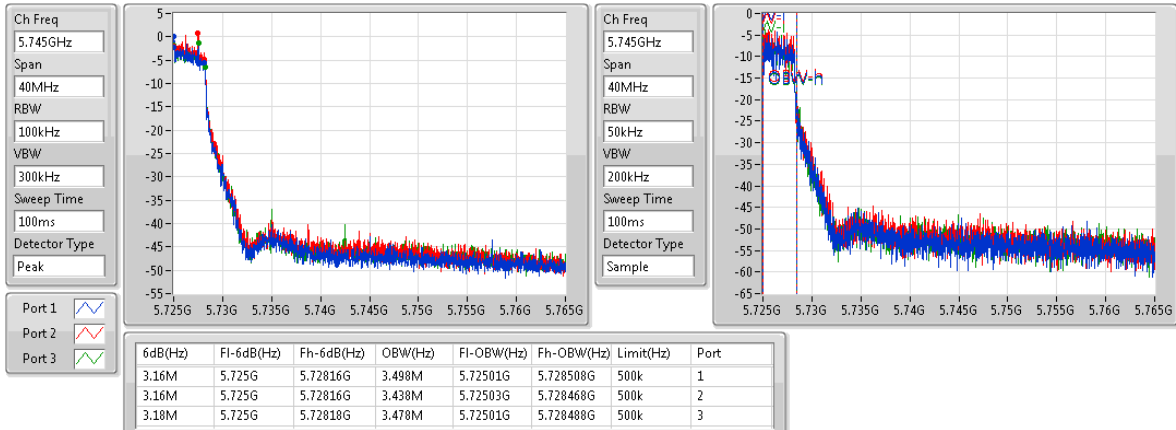 Ch Freq
5.745GHz
Span
40MHz
RBW
100kHz
VBW
300kHz
Sweep Time
100ms
Detector Type
Peak
Port 1
Port 2
Port 3
5
0
-5
-10
-15
-20
-25
-30
-35
-40
-45
-50
-55
5.725G 5.73G 5.735G 5.74G 5.745G 5.75G 5.755G 5.76G 5.765G
Ch Freq
5.745GHz
Span
40MHz
RBW
50kHz
VBW
200kHz
Sweep Time
100ms
Detector Type
Sample
0
-5
-10
-15
-20
-25
-30
-35
-40
-45
-50
-55
-60
-65
5.725G 5.73G 5.735G 5.74G 5.745G 5.75G 5.755G 5.76G 5.765G
6dB(Hz) Fl-6dB(Hz) Fh-6dB(Hz) OBW(Hz) Fl-OBW(Hz) Fh-OBW(Hz) Limit(Hz) Port
3.16M 5.725G 5.72816G 3.498M 5.72501G 5.728508G 500k 1
3.16M 5.725G 5.72816G 3.438M 5.72503G 5.728468G 500k 2
3.18M 5.725G 5.72818G 3.478M 5.72501G 5.728488G 500k 3